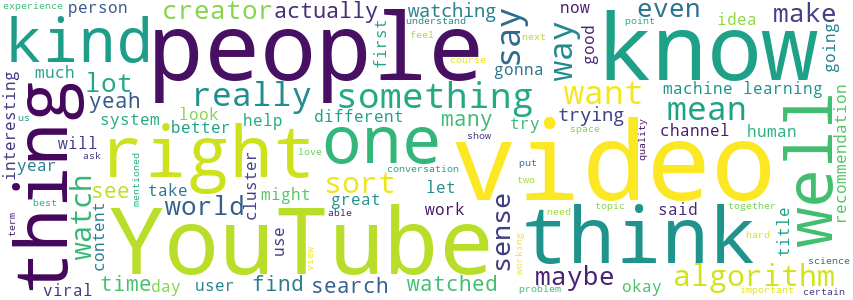 experience person creator actually watching understand now say even idea point make
kind people know way good going
feel next course first gonna
interesting much lot yeah really something want mean machine learning trying
thing us system look better help different many try channel human recommendation
will year ask right one video well
love show space quality conversation put two
see mentioned take might sort let watch world cluster great able work sense said title
content YouTube think need topic together hard
term best use view working problem science
viral time day user find search watched maybe okay algorithm important certain